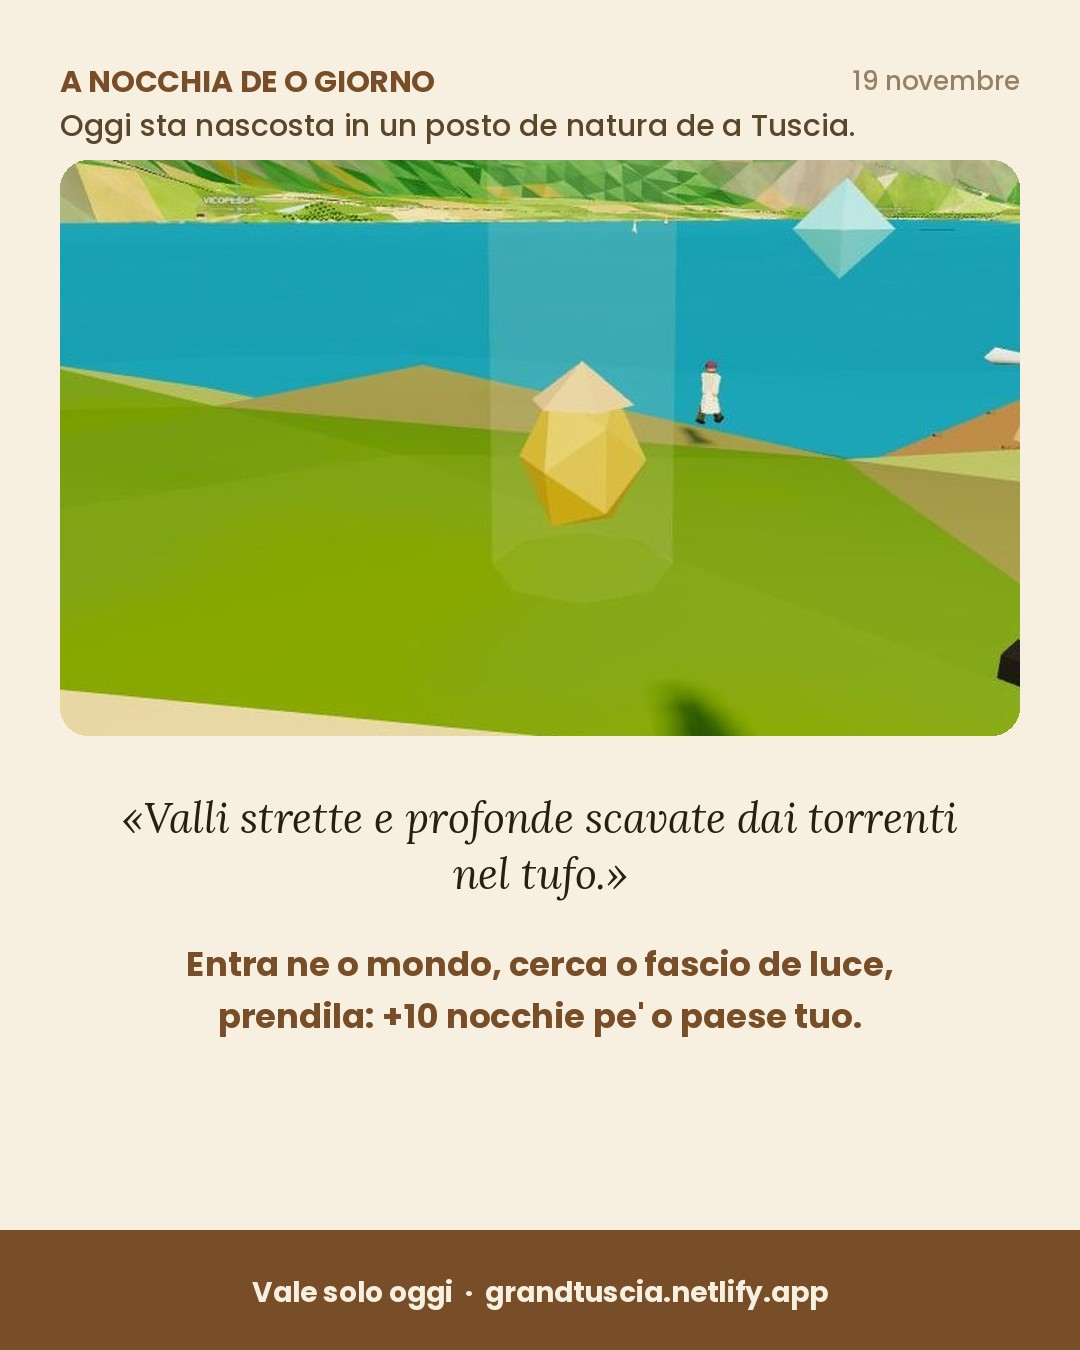 A NOCCHIA DE O GIORNO
19 novembre
Oggi sta nascosta in un posto de natura de a Tuscia.
VICOPESCA
«Valli strette e profonde scavate dai torrenti
nel tufo.»
Entra ne o mondo, cerca o fascio de luce,
prendila: +10 nocchie pe' o paese tuo.
Vale solo oggi · grandtuscia.netlify.app